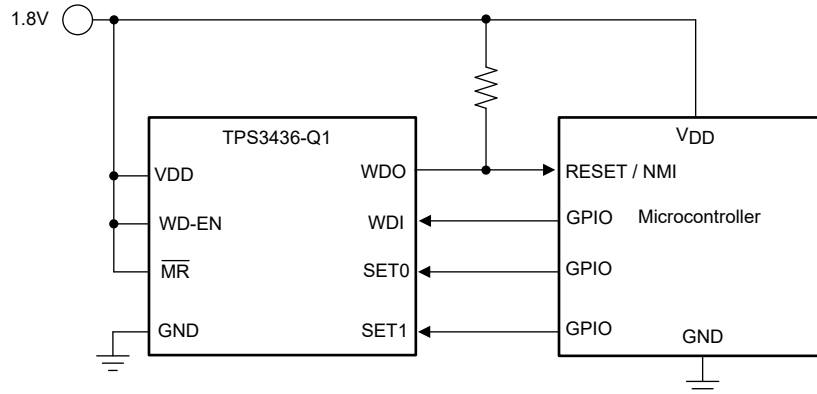 1.8V
TPS3436-Q1
VDD
WDO
RESET / NMI
WD-EN
WDI
GPIO
Microcontroller
MR
SET0
GPIO
GND
SET1
GPIO
GND
VDD